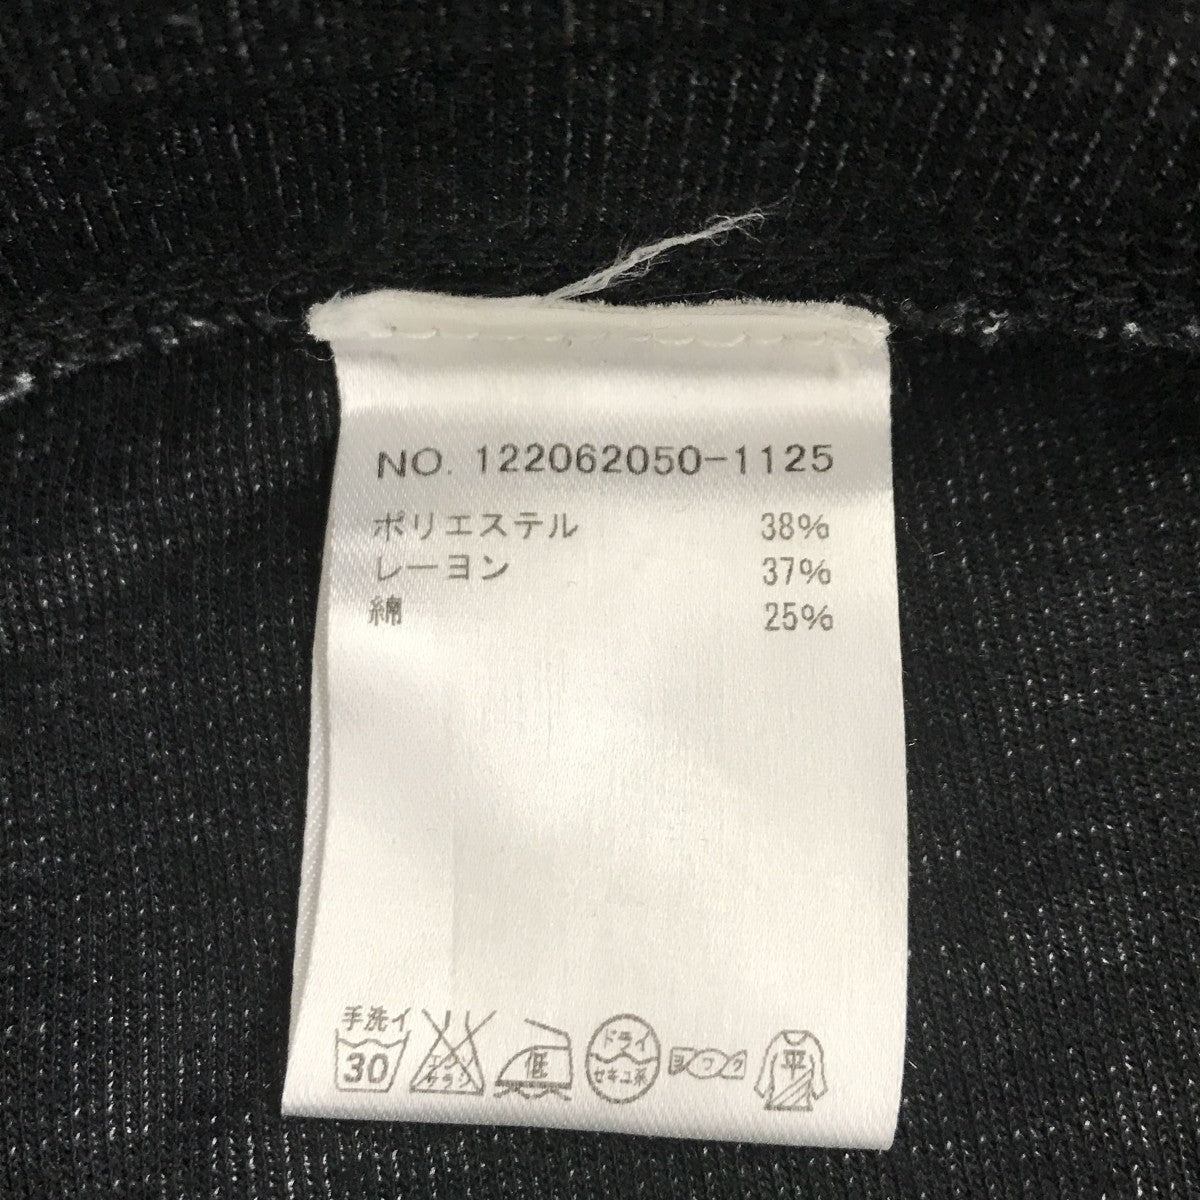 NO. 122062050-1125
ポリエステル 38%
レーヨン 37%
綿 25%
手洗イ
30
エンソ
サラシ
低
ドライ
セキユ系
ヨワク
平